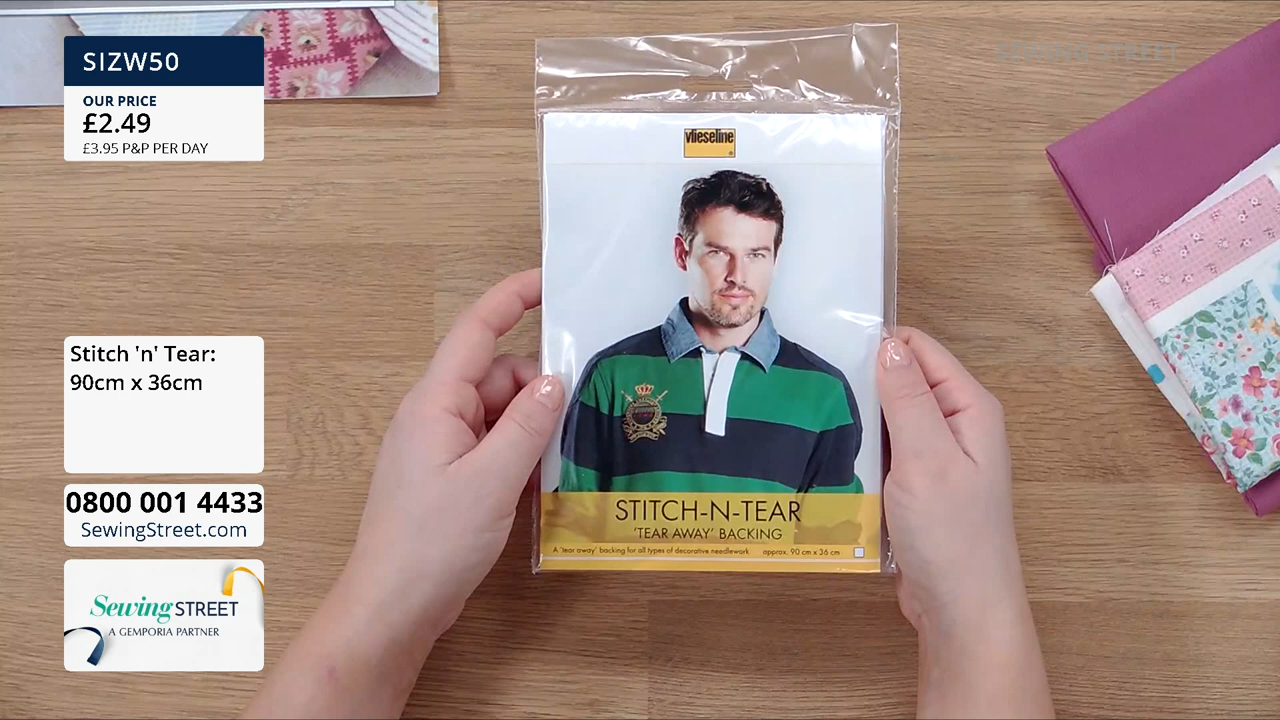 SIZW50
OUR PRICE
£2.49
£3.95 P&P PER DAY
Stitch 'n' Tear:
90cm x 36cm
0800 001 4433
SewingStreet.com
Sewing STREET
A GEMPORIA PARTNER
SEWING STREET
vlieseline
STITCH-N-TEAR
'TEAR AWAY' BACKING
A 'tear away' backing for all types of decorative needlework approx. 90 cm x 36 cm